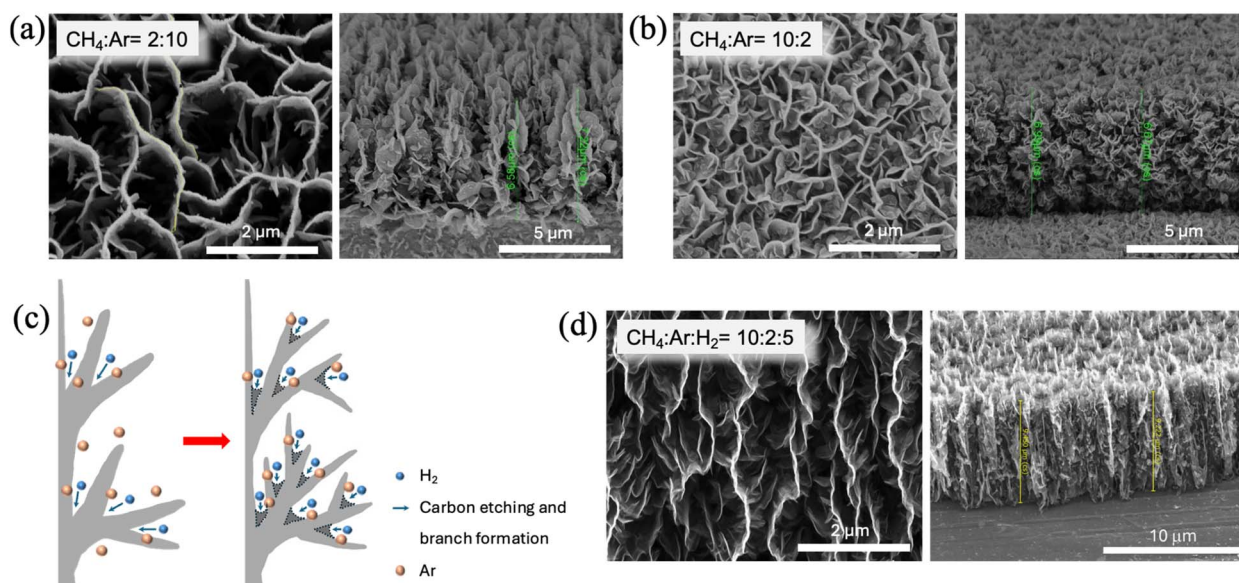 (a)
CH₄:Ar= 2:10
2 µm
5 µm
(b)
CH₄:Ar= 10:2
2 µm
5 µm
(c)
H₂
Carbon etching and
branch formation
Ar
(d)
CH₄:Ar:H₂= 10:2:5
2 µm
10 µm